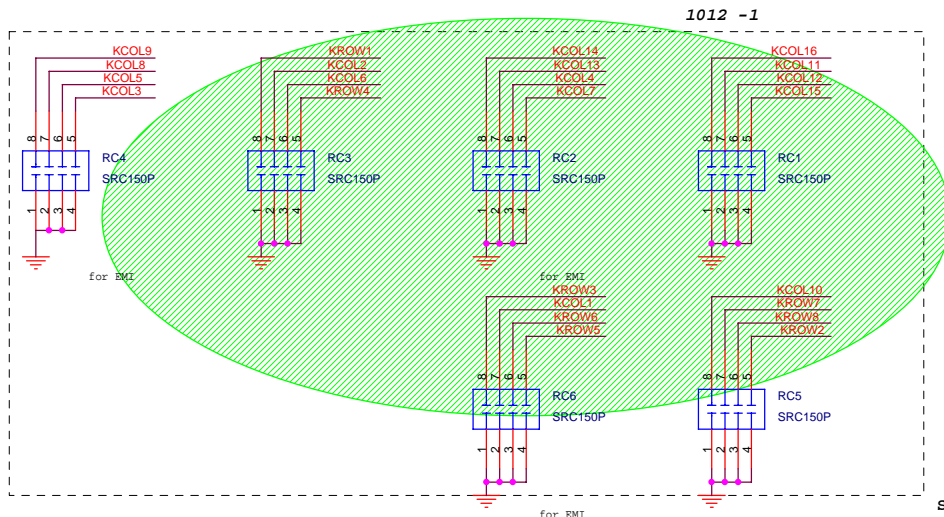 1012 -1
KCOL9 KROW1 KCOL14 KCOL16
KCOL8 KCOL2 KCOL13 KCOL11
KCOL5 KCOL6 KCOL4 KCOL12
KCOL3 KROW4 KCOL7 KCOL15
8 7 6 5 8 7 6 5 8 7 6 5 8 7 6 5
RC4 RC3 RC2 RC1
SRC150P SRC150P SRC150P SRC150P
1 2 3 4 1 2 3 4 1 2 3 4 1 2 3 4
for EMI for EMI
KROW3 KCOL10
KCOL1 KROW7
KROW6 KROW8
KROW5 KROW2
8 7 6 5 8 7 6 5
RC6 RC5
SRC150P SRC150P
1 2 3 4 1 2 3 4
S
for EMI